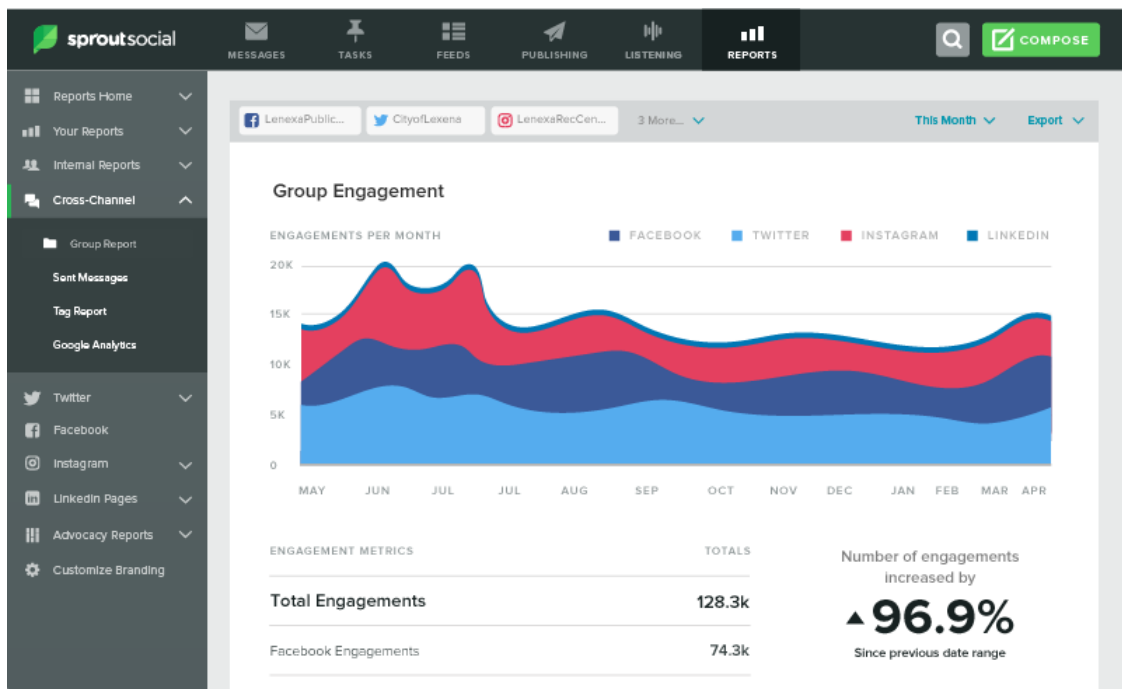 sproutsocial
MESSAGES
TASKS
FEEDS
PUBLISHING
LISTENING
REPORTS
COMPOSE
Reports Home
Your Reports
Internal Reports
Cross-Channel
Group Report
Sent Messages
Tag Report
Google Analytics
Twitter
Facebook
Instagram
LinkedIn Pages
Advocacy Reports
Customize Branding
LenexaPublic...
CityofLexena
LenexaRecCen...
3 More...
This Month
Export
Group Engagement
ENGAGEMENTS PER MONTH
FACEBOOK
TWITTER
INSTAGRAM
LINKEDIN
20K
15K
10K
5K
0
MAY JUN JUL JUL AUG SEP OCT NOV DEC JAN FEB MAR APR
ENGAGEMENT METRICS TOTALS
Total Engagements 128.3k
Facebook Engagements 74.3k
Number of engagements
increased by
96.9%
Since previous date range